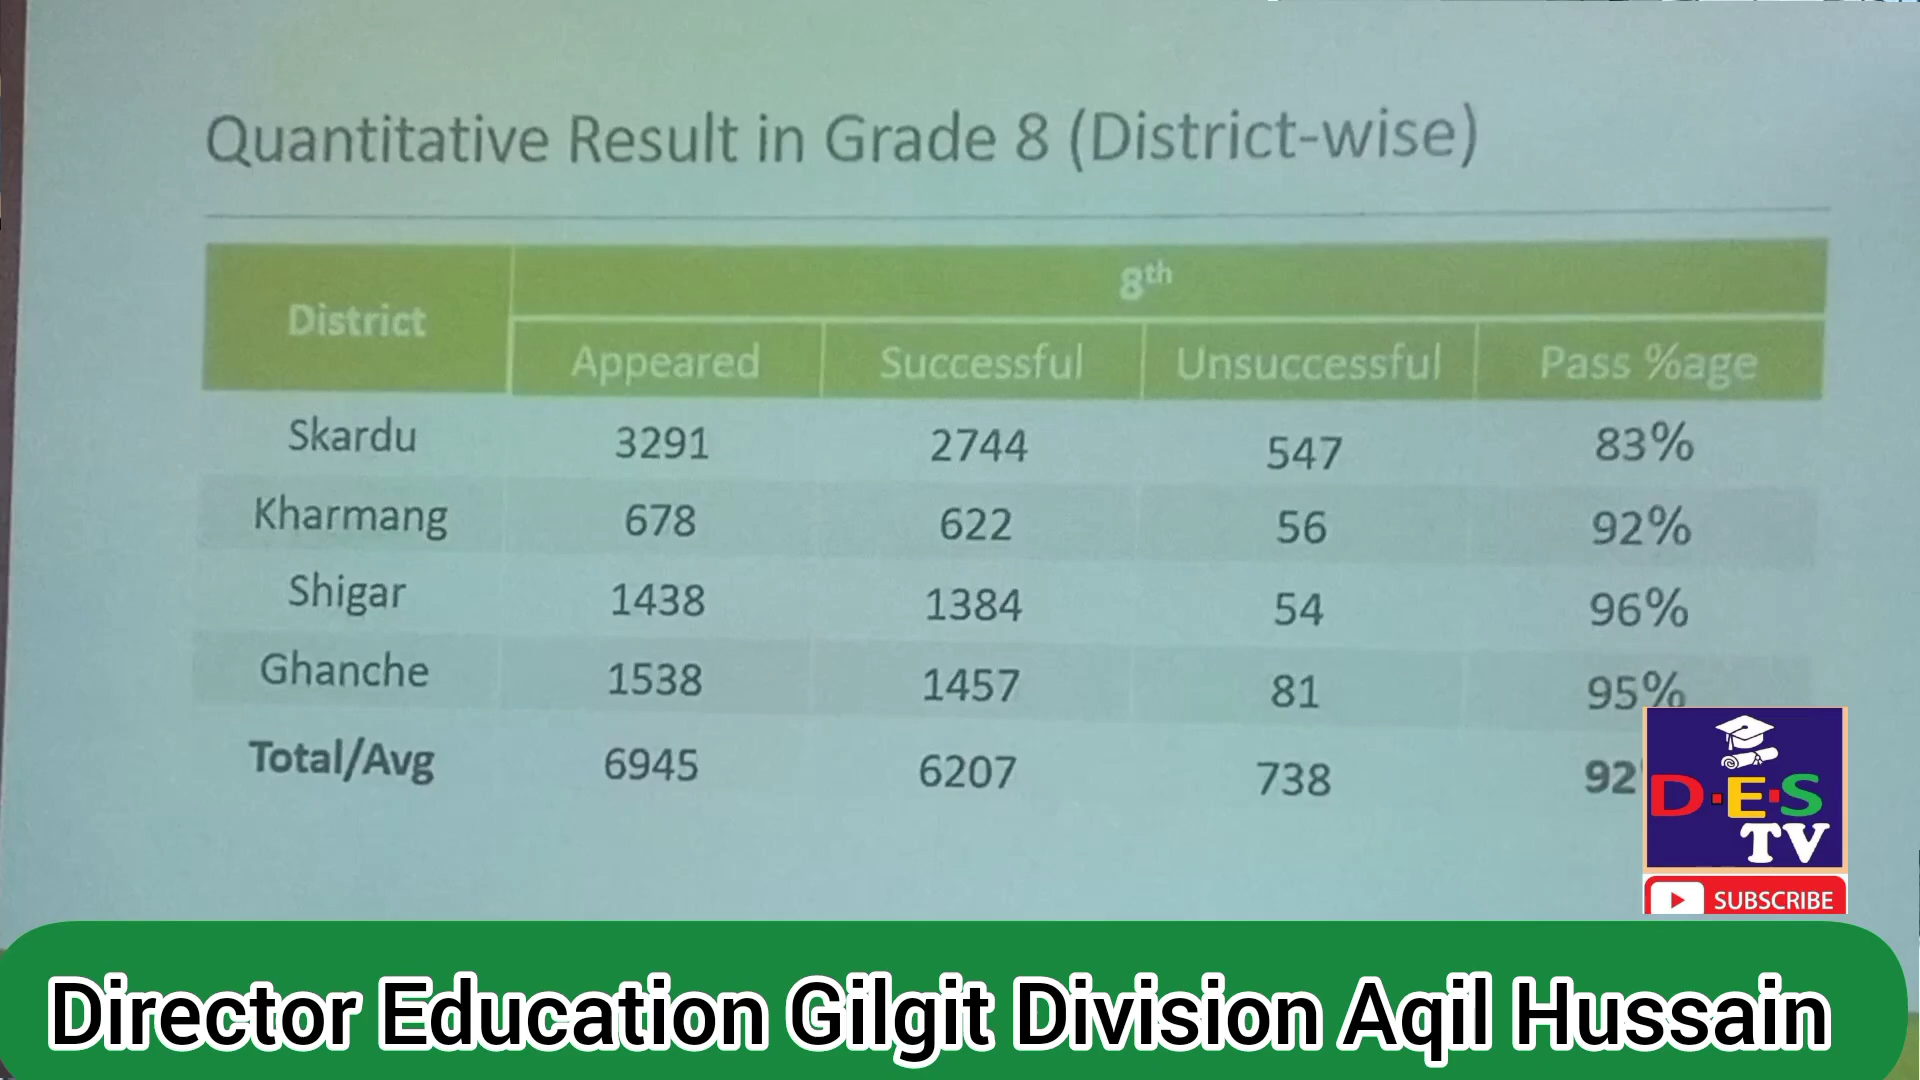 Quantitative Result in Grade 8 (District-wise)
District 8th
Appeared Successful Unsuccessful Pass %age
Skardu 3291 2744 547 83%
Kharmang 678 622 56 92%
Shigar 1438 1384 54 96%
Ghanche 1538 1457 81 95%
Total/Avg 6945 6207 738 92
D.E.S
TV
SUBSCRIBE
Director Education Gilgit Division Aqil Hussain